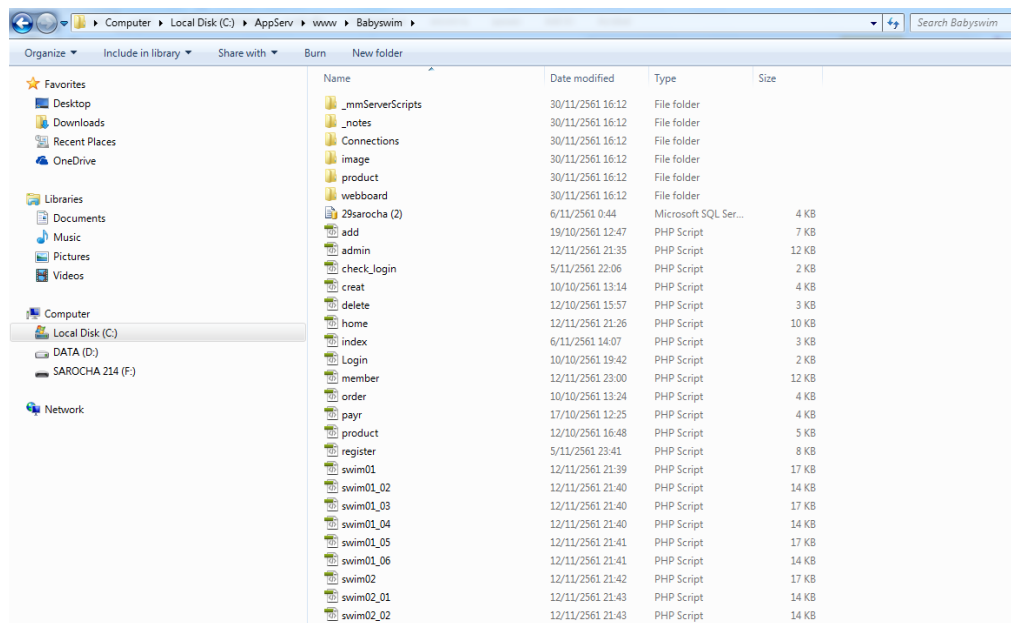 Computer ▸ Local Disk (C:) ▸ AppServ ▸ www ▸ Babyswim ▸ Search Babyswim
Organize Include in library Share with Burn New folder
Favorites
Desktop
Downloads
Recent Places
OneDrive
Libraries
Documents
Music
Pictures
Videos
Computer
Local Disk (C:)
DATA (D:)
SAROCHA 214 (F:)
Network
Name Date modified Type Size
_mmServerScripts 30/11/2561 16:12 File folder
_notes 30/11/2561 16:12 File folder
Connections 30/11/2561 16:12 File folder
image 30/11/2561 16:12 File folder
product 30/11/2561 16:12 File folder
webboard 30/11/2561 16:12 File folder
29sarocha (2) 6/11/2561 0:44 Microsoft SQL Ser... 4 KB
add 19/10/2561 12:47 PHP Script 7 KB
admin 12/11/2561 21:35 PHP Script 12 KB
check_login 5/11/2561 22:06 PHP Script 2 KB
creat 10/10/2561 13:14 PHP Script 4 KB
delete 12/10/2561 15:57 PHP Script 3 KB
home 12/11/2561 21:26 PHP Script 10 KB
index 6/11/2561 14:07 PHP Script 3 KB
Login 10/10/2561 19:42 PHP Script 2 KB
member 12/11/2561 23:00 PHP Script 12 KB
order 10/10/2561 13:24 PHP Script 4 KB
payr 17/10/2561 12:25 PHP Script 4 KB
product 12/10/2561 16:48 PHP Script 5 KB
register 5/11/2561 23:41 PHP Script 8 KB
swim01 12/11/2561 21:39 PHP Script 17 KB
swim01_02 12/11/2561 21:40 PHP Script 14 KB
swim01_03 12/11/2561 21:40 PHP Script 17 KB
swim01_04 12/11/2561 21:40 PHP Script 14 KB
swim01_05 12/11/2561 21:41 PHP Script 17 KB
swim01_06 12/11/2561 21:41 PHP Script 14 KB
swim02 12/11/2561 21:42 PHP Script 17 KB
swim02_01 12/11/2561 21:43 PHP Script 14 KB
swim02_02 12/11/2561 21:43 PHP Script 14 KB